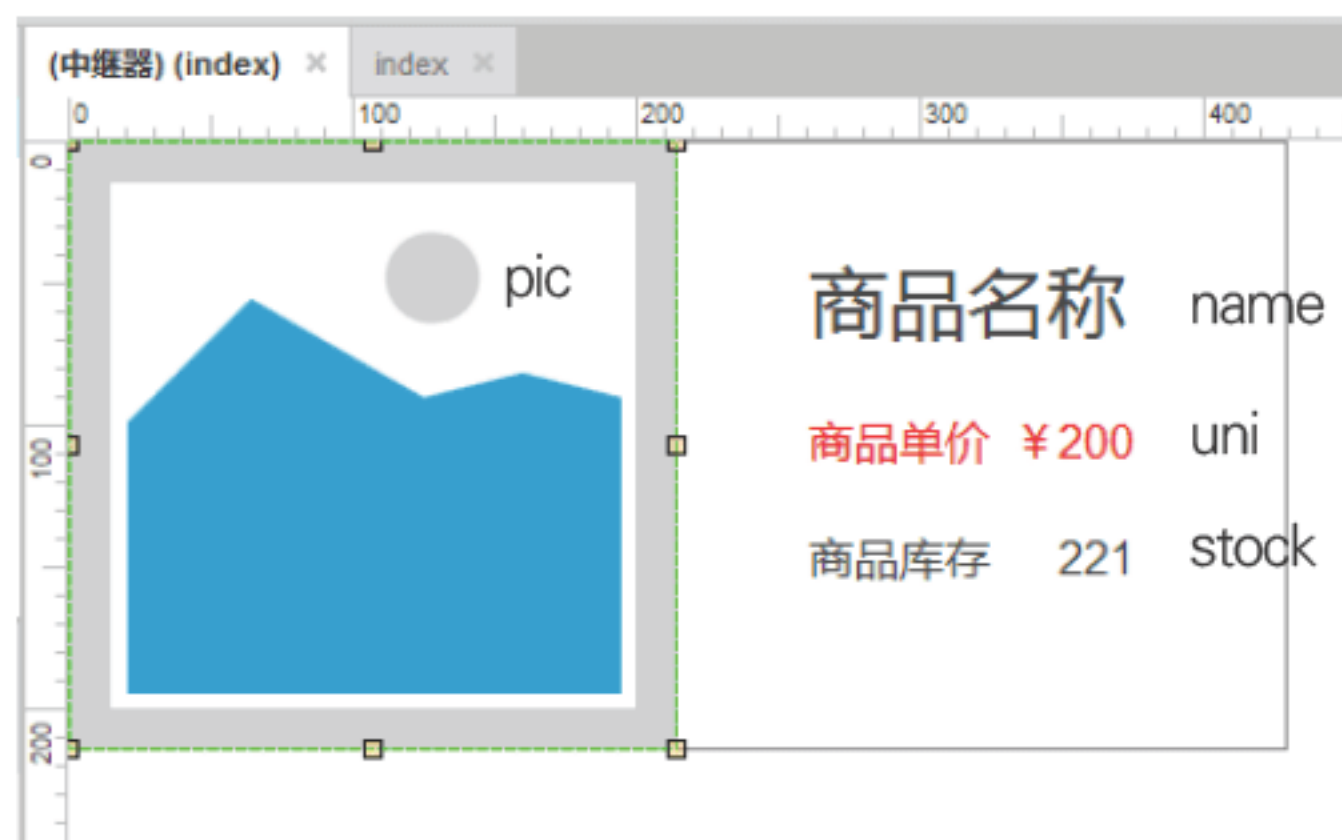 (中继器) (index) × index ×
0 100 200 300 400
0
pic
商品名称 name
100
商品单价 ¥200 uni
商品库存 221 stock
200